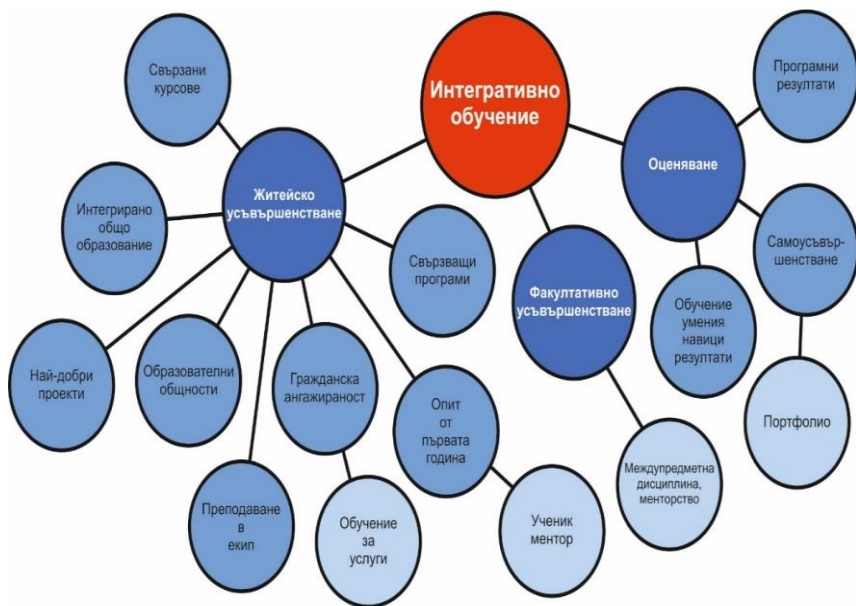 Интегративно
обучение
Свързани
курсове
Програмни
резултати
Житейско
усъвършенстване
Оценяване
Интегрирано
общо
образование
Свързващи
програми
Факултативно
усъвършенстване
Самоусъвър-
шенстване
Обучение
умения
навици
резултати
Най-добри
проекти
Образователни
общности
Гражданска
ангажираност
Опит
от
първата
година
Портфолио
Междупредметна
дисциплина,
менторство
Преподаване
в
екип
Обучение
за
услуги
Ученик
ментор